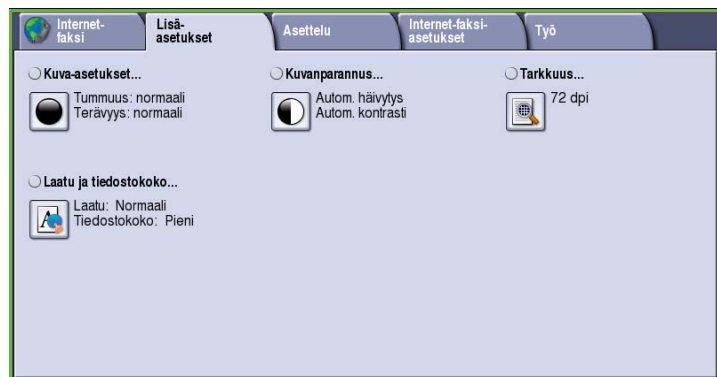 Internet-
faksi
Lisä-
asetukset
Asettelu
Internet-faksi-
asetukset
Työ
Kuva-asetukset...
Tummuus: normaali
Terävyys: normaali
Kuvanparannus...
Autom. häivytys
Autom. kontrasti
Tarkkuus...
72 dpi
Laatu ja tiedostokoko...
Laatu: Normaali
Tiedostokoko: Pieni